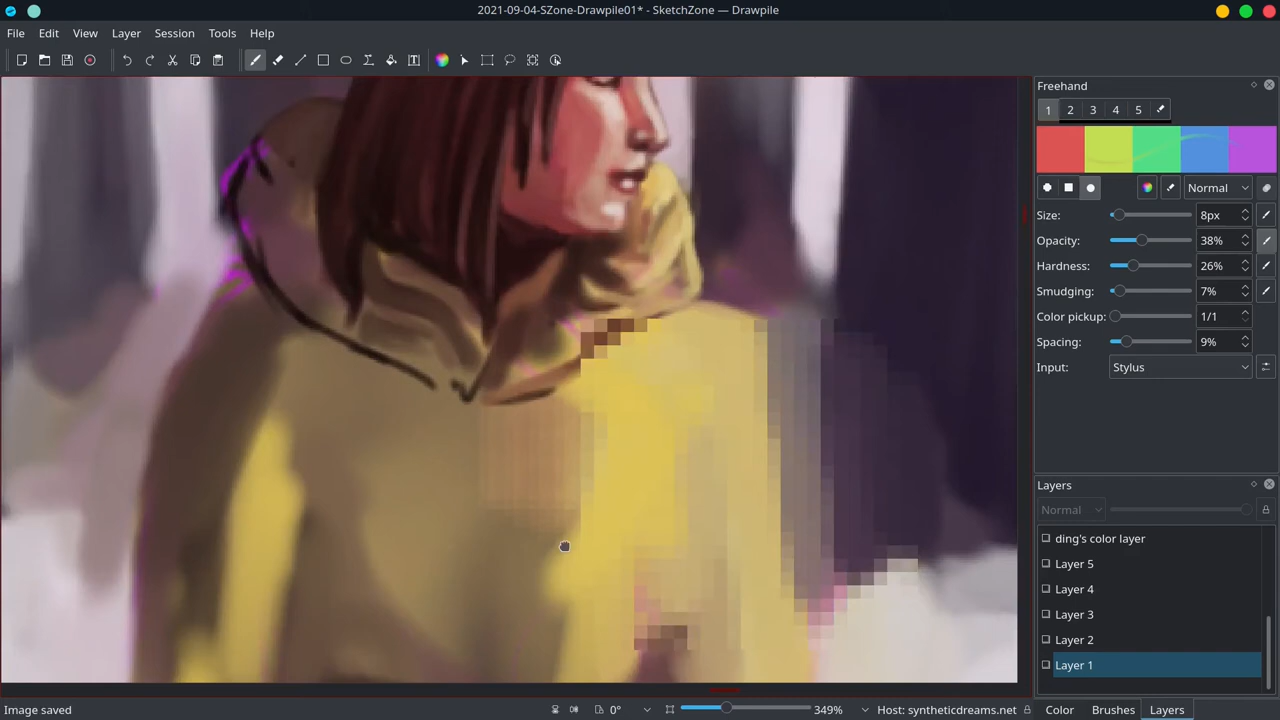 2021-09-04-SZone-Drawpile01* - SketchZone — Drawpile
File Edit View Layer Session Tools Help
Freehand
1 2 3 4 5
Normal
Size: 8px
Opacity: 38%
Hardness: 26%
Smudging: 7%
Color pickup: 1/1
Spacing: 9%
Input: Stylus
Layers
Normal
ding's color layer
Layer 5
Layer 4
Layer 3
Layer 2
Layer 1
Color Brushes Layers
Image saved 0° 349% Host: syntheticdreams.net